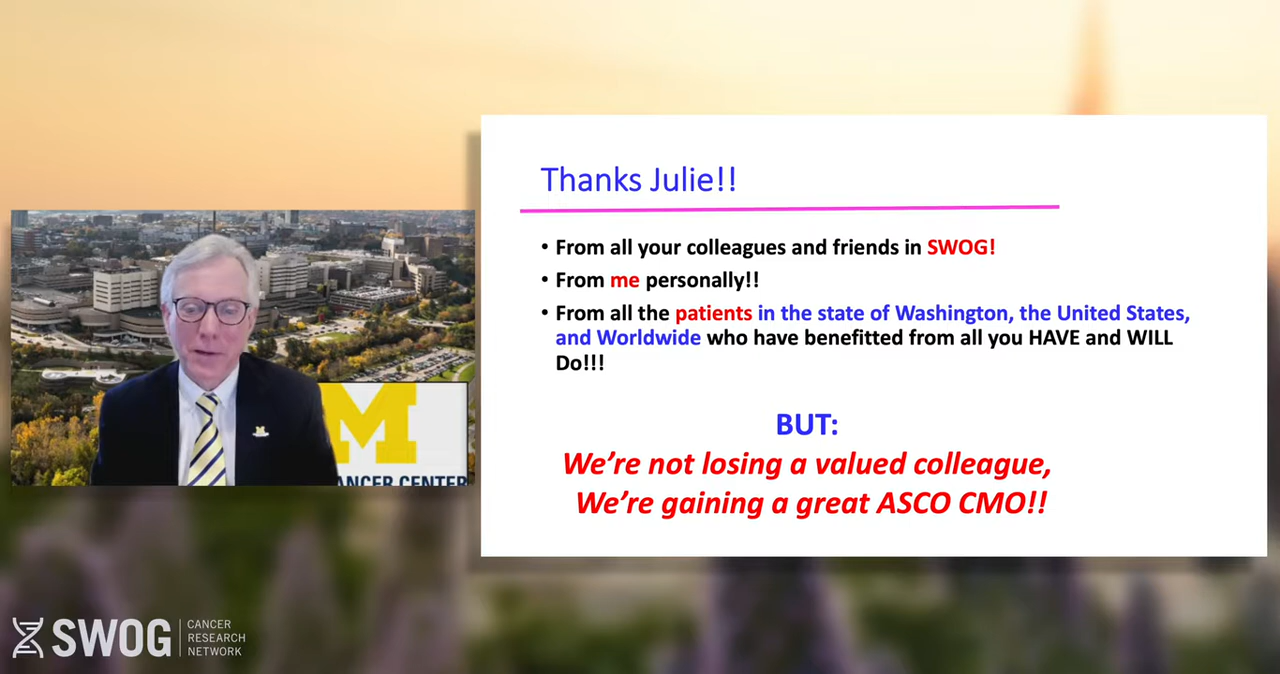 Thanks Julie!!
• From all your colleagues and friends in SWOG!
• From me personally!!
• From all the patients in the state of Washington, the United States,
and Worldwide who have benefitted from all you HAVE and WILL
Do!!!
BUT:
We’re not losing a valued colleague,
We’re gaining a great ASCO CMO!!
M
ANCER CENTER
SWOG
CANCER
RESEARCH
NETWORK